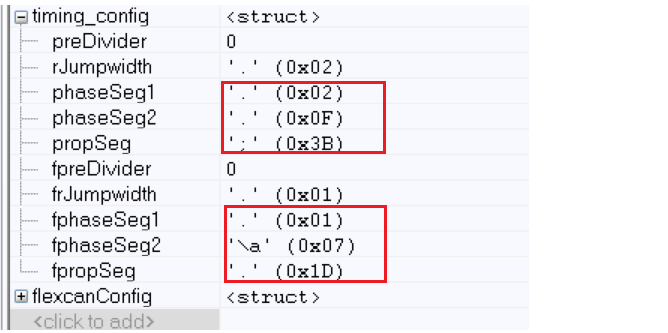 timing_config <struct>
preDivider 0
rJumpwidth '.' (0x02)
phaseSeg1 '.' (0x02)
phaseSeg2 '.' (0x0F)
propSeg ';' (0x3B)
fpreDivider 0
frJumpwidth '.' (0x01)
fphaseSeg1 '.' (0x01)
fphaseSeg2 '\a' (0x07)
fpropSeg '.' (0x1D)
flexcanConfig <struct>
<click to add>